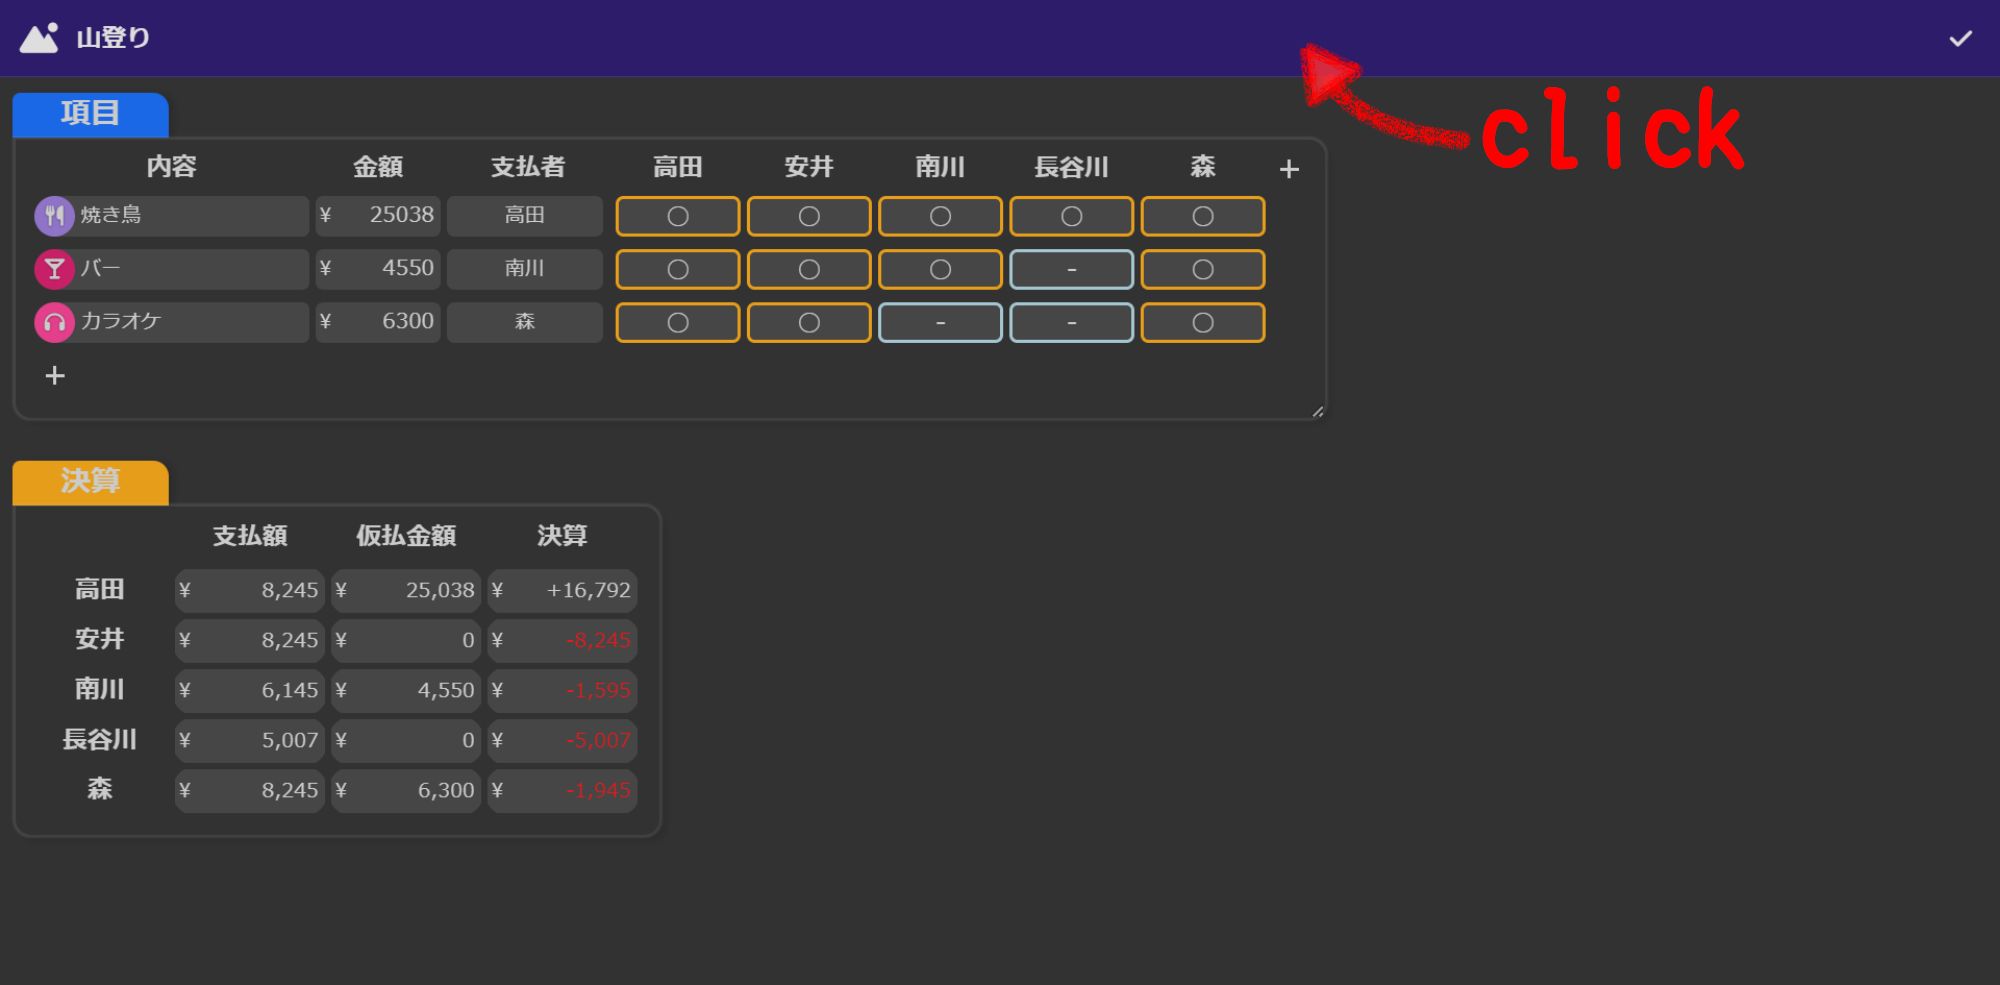 山登り
click
項目
内容 金額 支払者 高田 安井 南川 長谷川 森 +
焼き鳥 ¥ 25038 高田 ○ ○ ○ ○ ○
バー ¥ 4550 南川 ○ ○ ○ - ○
カラオケ ¥ 6300 森 ○ ○ - - ○
+
決算
支払額 仮払金額 決算
高田 ¥ 8,245 ¥ 25,038 ¥ +16,792
安井 ¥ 8,245 ¥ 0 ¥ -8,245
南川 ¥ 6,145 ¥ 4,550 ¥ -1,595
長谷川 ¥ 5,007 ¥ 0 ¥ -5,007
森 ¥ 8,245 ¥ 6,300 ¥ -1,945